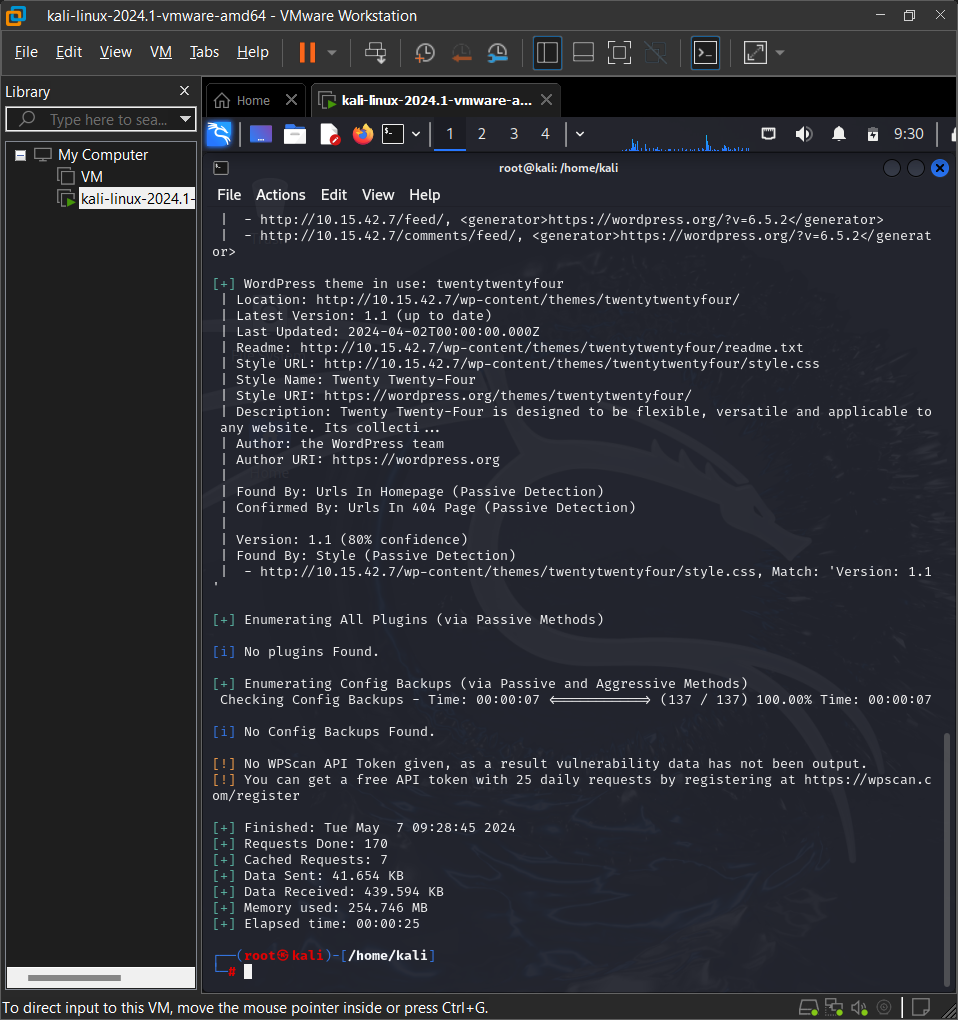 kali-linux-2024.1-vmware-amd64 - VMware Workstation
File Edit View VM Tabs Help
Library
Type here to sea...
My Computer
VM
kali-linux-2024.1-
Home
kali-linux-2024.1-vmware-a...
1 2 3 4
9:30
root@kali: /home/kali
File Actions Edit View Help
|  - http://10.15.42.7/feed/, <generator>https://wordpress.org/?v=6.5.2</generator>
|  - http://10.15.42.7/comments/feed/, <generator>https://wordpress.org/?v=6.5.2</generat
or>
[+] WordPress theme in use: twentytwentyfour
| Location: http://10.15.42.7/wp-content/themes/twentytwentyfour/
| Latest Version: 1.1 (up to date)
| Last Updated: 2024-04-02T00:00:00.000Z
| Readme: http://10.15.42.7/wp-content/themes/twentytwentyfour/readme.txt
| Style URL: http://10.15.42.7/wp-content/themes/twentytwentyfour/style.css
| Style Name: Twenty Twenty-Four
| Style URI: https://wordpress.org/themes/twentytwentyfour/
| Description: Twenty Twenty-Four is designed to be flexible, versatile and applicable to
any website. Its collecti...
| Author: the WordPress team
| Author URI: https://wordpress.org
|
| Found By: Urls In Homepage (Passive Detection)
| Confirmed By: Urls In 404 Page (Passive Detection)
|
| Version: 1.1 (80% confidence)
| Found By: Style (Passive Detection)
|  - http://10.15.42.7/wp-content/themes/twentytwentyfour/style.css, Match: 'Version: 1.1
'
[+] Enumerating All Plugins (via Passive Methods)
[i] No plugins Found.
[+] Enumerating Config Backups (via Passive and Aggressive Methods)
Checking Config Backups - Time: 00:00:07 <=============> (137 / 137) 100.00% Time: 00:00:07
[i] No Config Backups Found.
[!] No WPScan API Token given, as a result vulnerability data has not been output.
[!] You can get a free API token with 25 daily requests by registering at https://wpscan.c
om/register
[+] Finished: Tue May  7 09:28:45 2024
[+] Requests Done: 170
[+] Cached Requests: 7
[+] Data Sent: 41.654 KB
[+] Data Received: 439.594 KB
[+] Memory used: 254.746 MB
[+] Elapsed time: 00:00:25
┌──(root㉿kali)-[/home/kali]
└─#
To direct input to this VM, move the mouse pointer inside or press Ctrl+G.